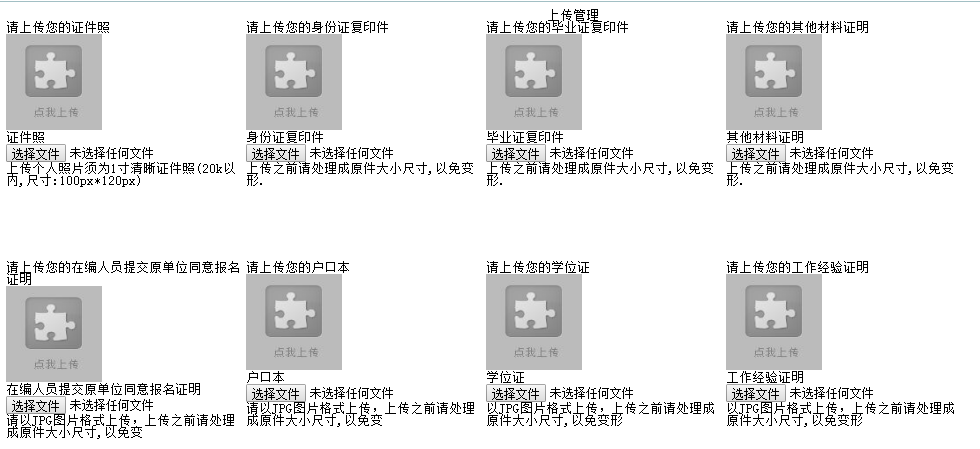 上传管理
请上传您的证件照
点我上传
证件照
选择文件 未选择任何文件
上传个人照片须为1寸清晰证件照(20k以
内,尺寸:100px*120px)
请上传您的身份证复印件
点我上传
身份证复印件
选择文件 未选择任何文件
上传之前请处理成原件大小尺寸,以免变
形.
请上传您的毕业证复印件
点我上传
毕业证复印件
选择文件 未选择任何文件
上传之前请处理成原件大小尺寸,以免变
形.
请上传您的其他材料证明
点我上传
其他材料证明
选择文件 未选择任何文件
上传之前请处理成原件大小尺寸,以免变
形.
请上传您的在编人员提交原单位同意报名
证明
点我上传
在编人员提交原单位同意报名证明
选择文件 未选择任何文件
请以JPG图片格式上传，上传之前请处理
成原件大小尺寸,以免变
请上传您的户口本
点我上传
户口本
选择文件 未选择任何文件
请以JPG图片格式上传，上传之前请处理
成原件大小尺寸,以免变
请上传您的学位证
点我上传
学位证
选择文件 未选择任何文件
以JPG图片格式上传，上传之前请处理成
原件大小尺寸,以免变形
请上传您的工作经验证明
点我上传
工作经验证明
选择文件 未选择任何文件
以JPG图片格式上传，上传之前请处理成
原件大小尺寸,以免变形